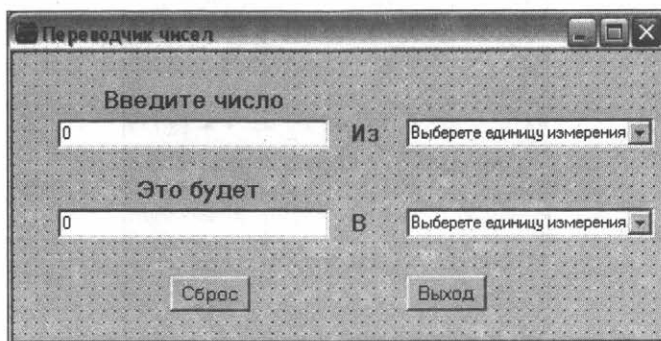 Переводчик чисел
Введите число
0
Из
Выберете единицу измерения
Это будет
0
В
Выберете единицу измерения
Сброс
Выход